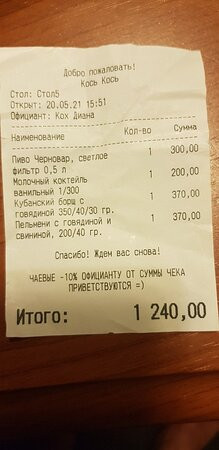 Добро пожаловать!
Кось Кось
Стол: Стол5
Открыт: 20.05.21 15:51
Официант: Кох Диана
Наименование Кол-во Сумма
Пиво Черновар, светлое 1 300,00
фильтр 0,5 л
Молочный коктейль 1 200,00
ванильный 1/300
Кубанский борщ с 1 370,00
говядиной 350/40/30 гр.
Пельмени с говядиной и 1 370,00
свининой, 200/40 гр.
Спасибо! Ждем вас снова!
ЧАЕВЫЕ -10% ОФИЦИАНТУ ОТ СУММЫ ЧЕКА
ПРИВЕТСТВУЮТСЯ =)
Итого: 1 240,00